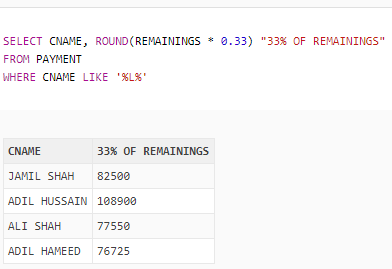 SELECT CNAME, ROUND(REMAININGS * 0.33) "33% OF REMAININGS"
FROM PAYMENT
WHERE CNAME LIKE '%L%'
CNAME 33% OF REMAININGS
JAMIL SHAH 82500
ADIL HUSSAIN 108900
ALI SHAH 77550
ADIL HAMEED 76725